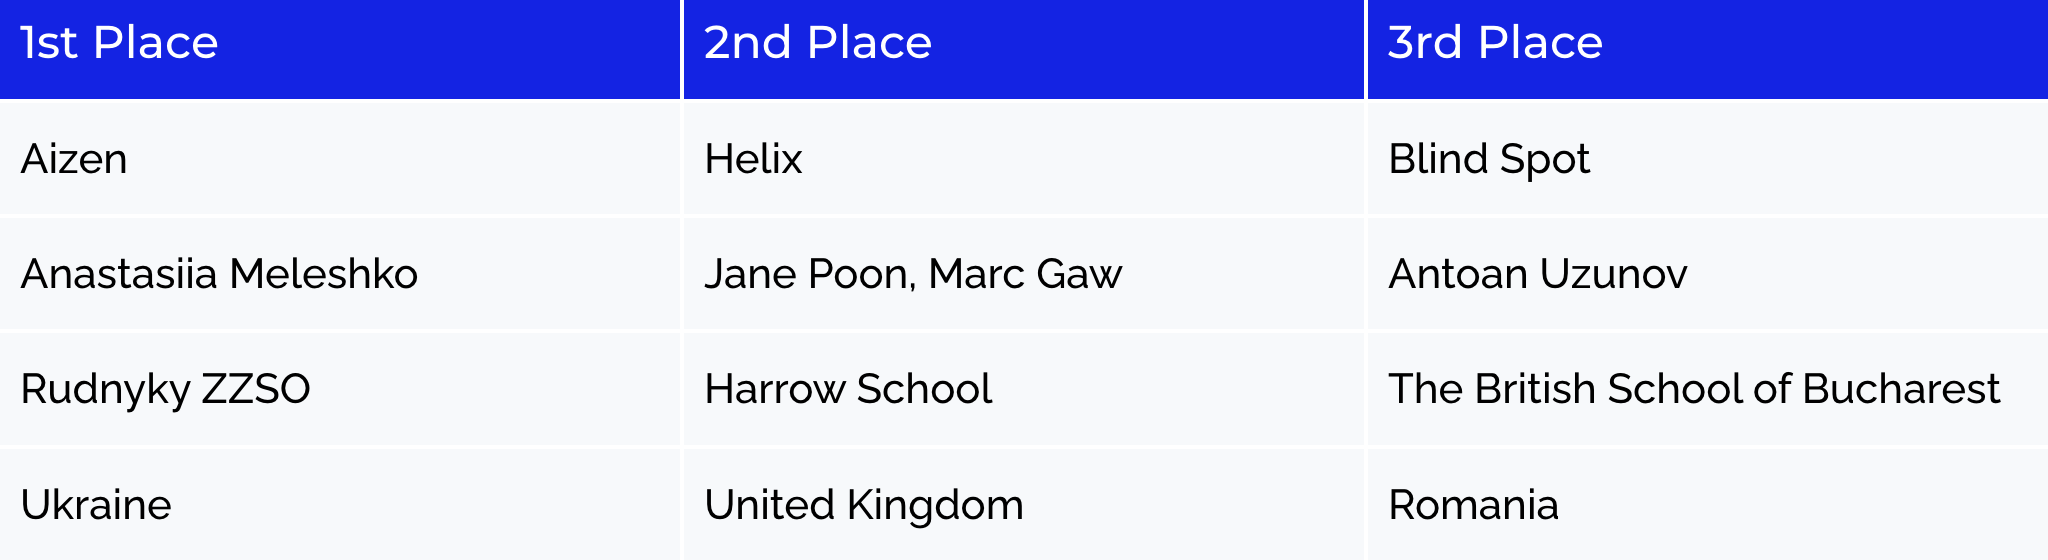 1st Place 2nd Place 3rd Place
Aizen Helix Blind Spot
Anastasiia Meleshko Jane Poon, Marc Gaw Antoan Uzunov
Rudnyky ZZSO Harrow School The British School of Bucharest
Ukraine United Kingdom Romania